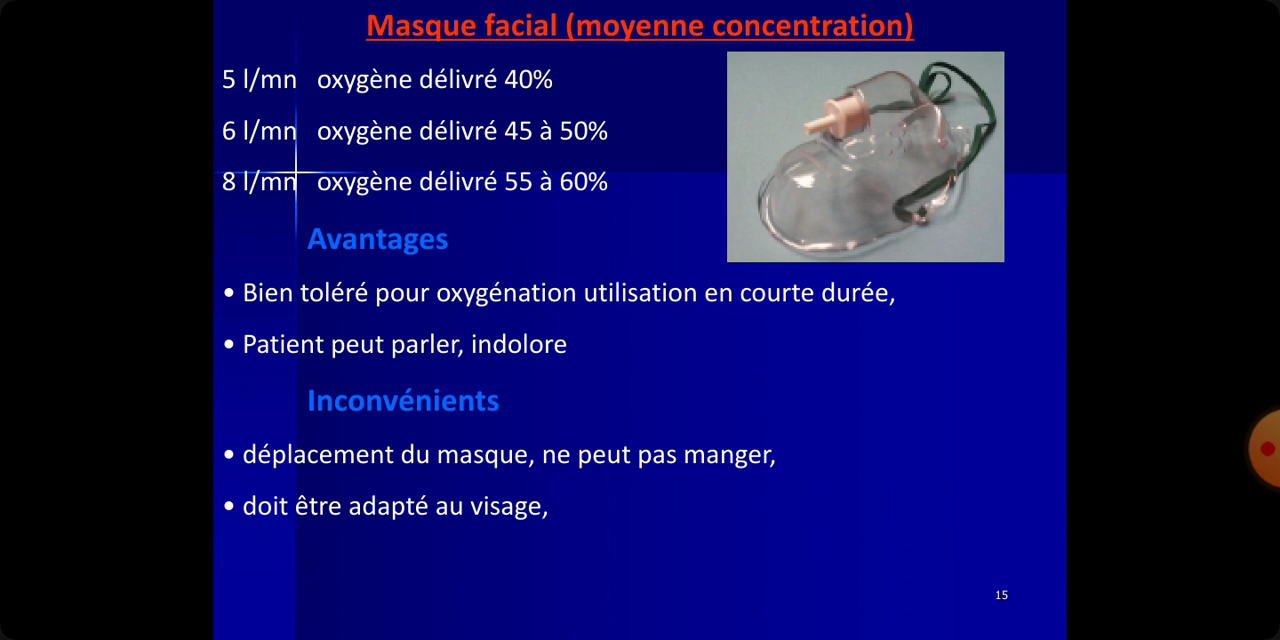 Masque facial (moyenne concentration)
5 l/mn oxygène délivré 40%
6 l/mn oxygène délivré 45 à 50%
8 l/mn oxygène délivré 55 à 60%
Avantages
• Bien toléré pour oxygénation utilisation en courte durée,
• Patient peut parler, indolore
Inconvénients
• déplacement du masque, ne peut pas manger,
• doit être adapté au visage,
15